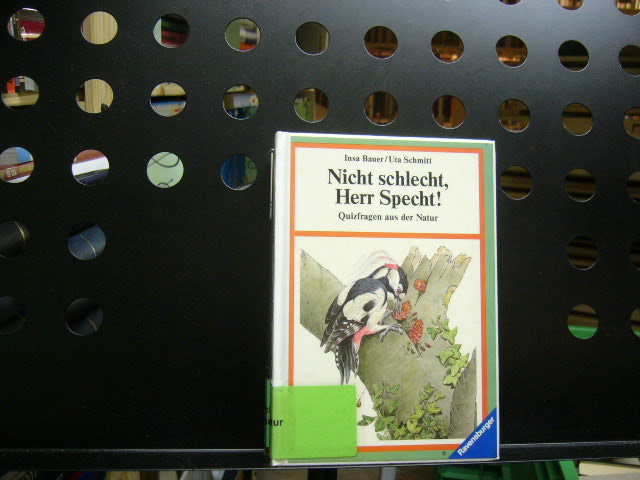 Insa Bauer/Uta Schmitt
Nicht schlecht,
Herr Specht!
Quizfragen aus der Natur
Ravensburger